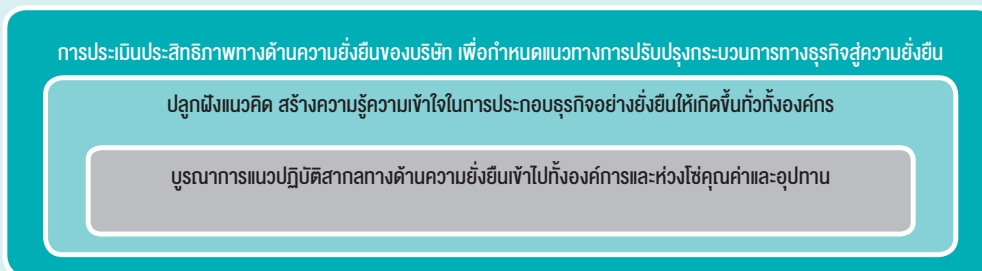 การประเมินประสิทธิภาพทางด้านความยั่งยืนของบริษัท เพื่อกำหนดแนวทางการปรับปรุงกระบวนการทางธุรกิจสู่ความยั่งยืน
ปลูกฝังแนวคิด สร้างความรู้ความเข้าใจในการประกอบธุรกิจอย่างยั่งยืนให้เกิดขึ้นทั่วทั้งองค์กร
บูรณาการแนวปฏิบัติสากลทางด้านความยั่งยืนเข้าไปทั้งองค์การและห่วงโซ่คุณค่าและอุปทาน